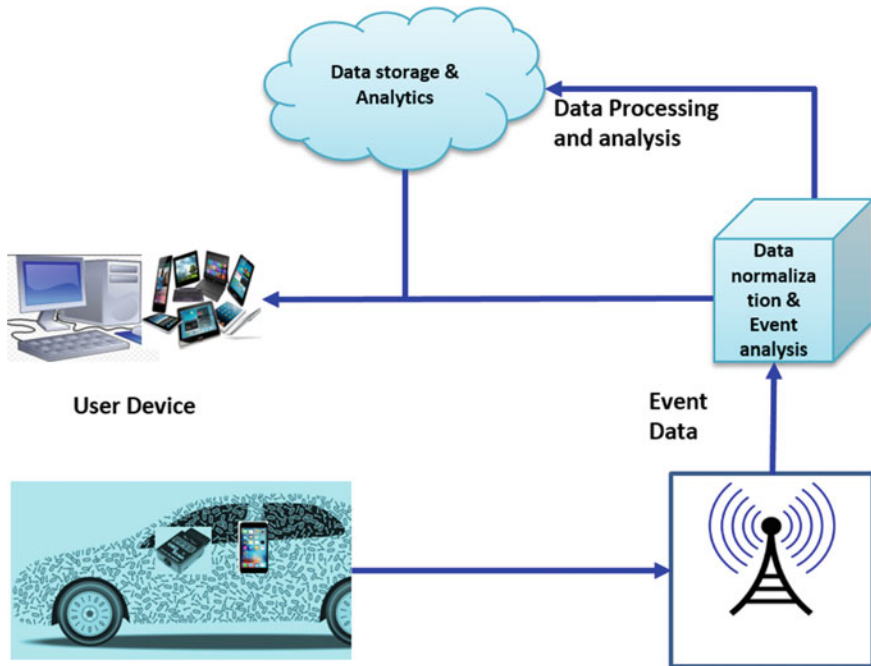 Data storage &
Analytics
Data Processing
and analysis
Data
normaliza
tion &
Event
analysis
User Device
Event
Data